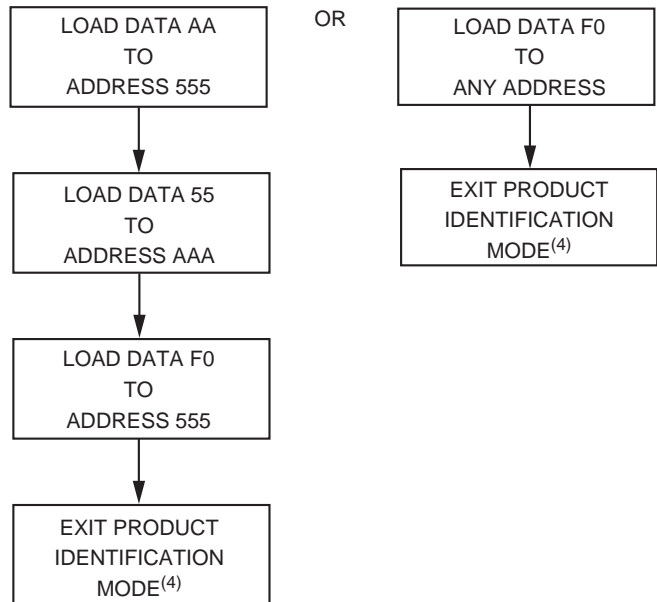 LOAD DATA AA
TO
ADDRESS 555
LOAD DATA 55
TO
ADDRESS AAA
LOAD DATA F0
TO
ADDRESS 555
EXIT PRODUCT
IDENTIFICATION
MODE(4)
OR
LOAD DATA F0
TO
ANY ADDRESS
EXIT PRODUCT
IDENTIFICATION
MODE(4)